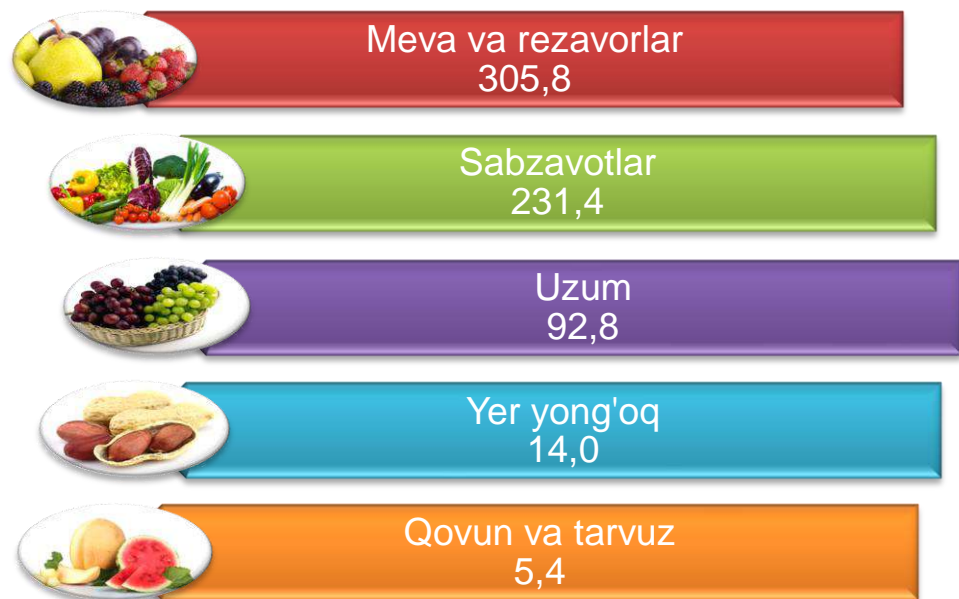 Meva va rezavorlar
305,8
Sabzavotlar
231,4
Uzum
92,8
Yer yong'oq
14,0
Qovun va tarvuz
5,4